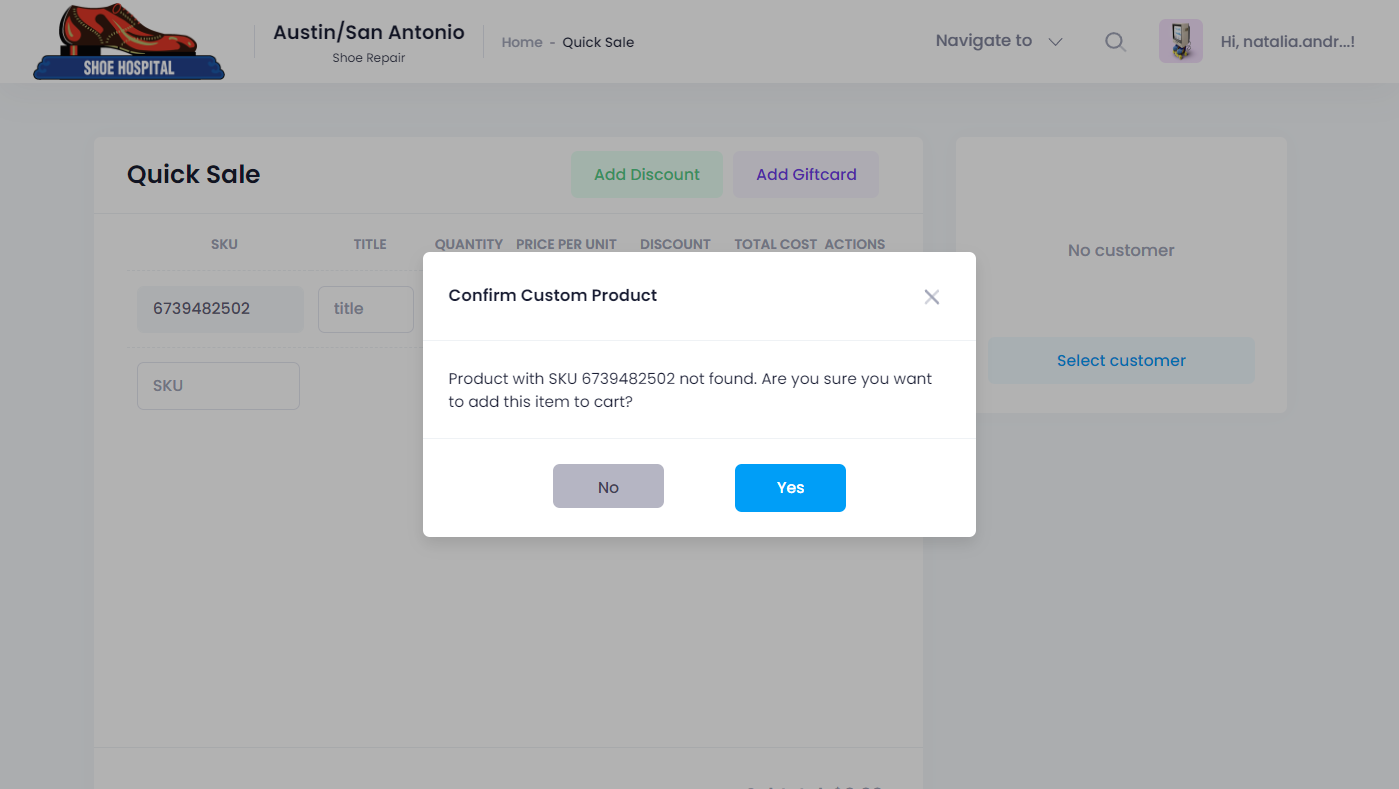 SHOE HOSPITAL
Austin/San Antonio
Shoe Repair
Home - Quick Sale
Navigate to
Hi, natalia.andr...!
Quick Sale
Add Discount
Add Giftcard
SKU TITLE QUANTITY PRICE PER UNIT DISCOUNT TOTAL COST ACTIONS
6739482502
title
SKU
No customer
Select customer
Confirm Custom Product
Product with SKU 6739482502 not found. Are you sure you want
to add this item to cart?
No
Yes